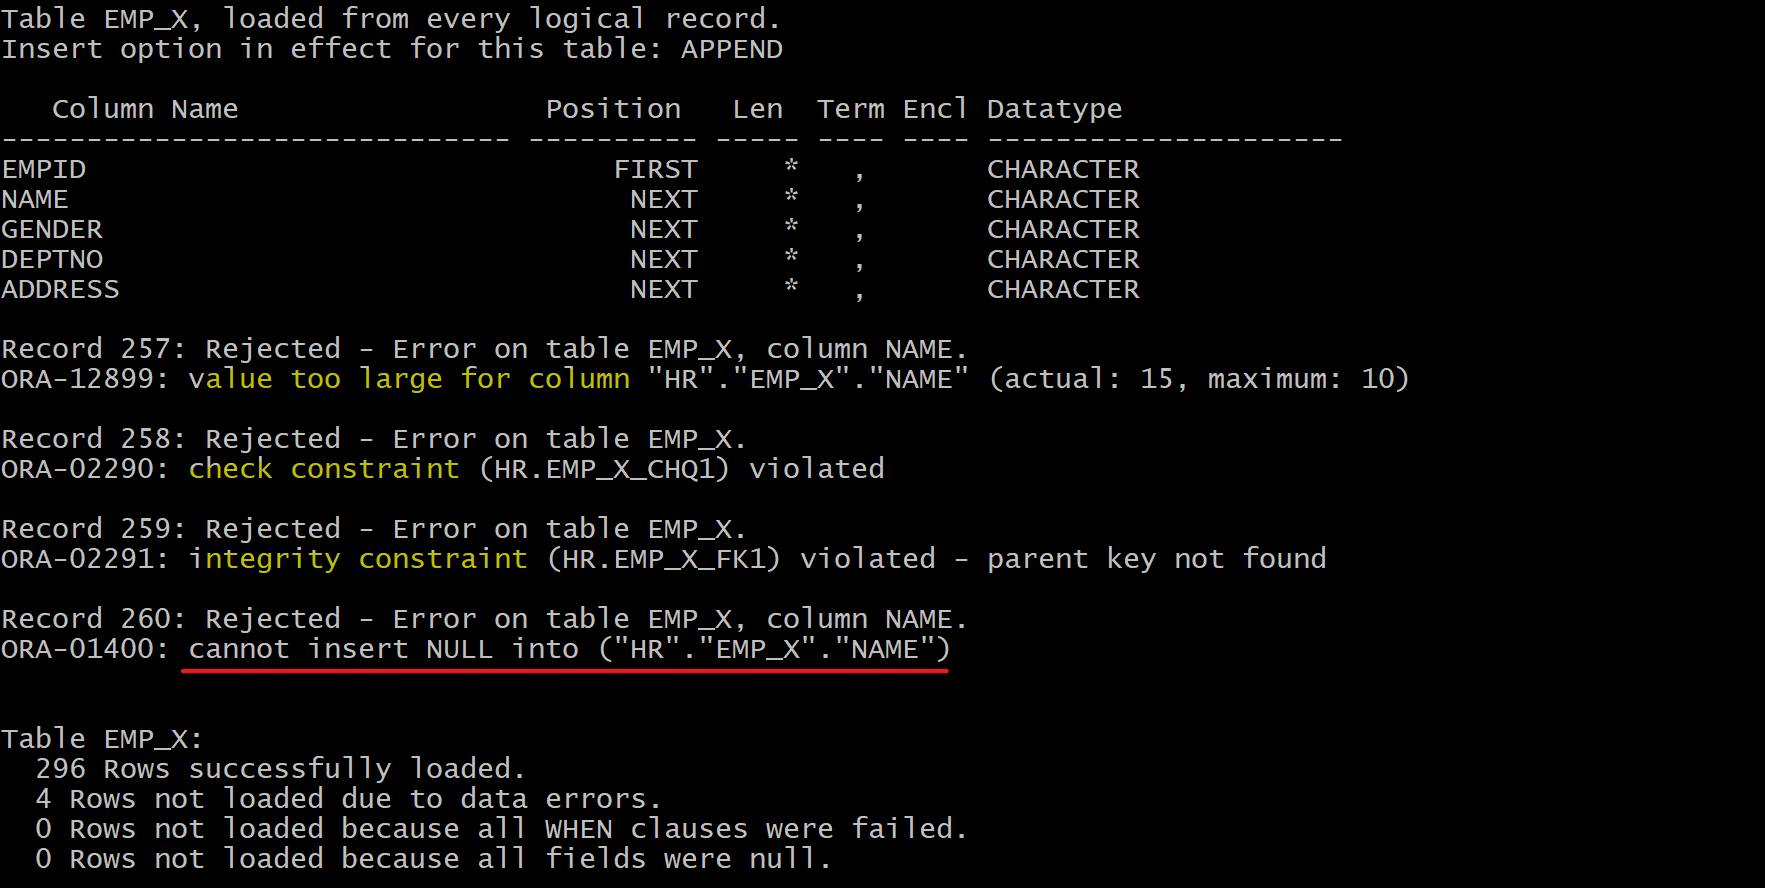 Table EMP_X, loaded from every logical record.
Insert option in effect for this table: APPEND
   Column Name                  Position   Len  Term Encl Datatype
------------------------------ ---------- ----- ---- ---- ---------------------
EMPID                               FIRST     *   ,       CHARACTER
NAME                                 NEXT     *   ,       CHARACTER
GENDER                               NEXT     *   ,       CHARACTER
DEPTNO                               NEXT     *   ,       CHARACTER
ADDRESS                              NEXT     *   ,       CHARACTER
Record 257: Rejected - Error on table EMP_X, column NAME.
ORA-12899: value too large for column "HR"."EMP_X"."NAME" (actual: 15, maximum: 10)
Record 258: Rejected - Error on table EMP_X.
ORA-02290: check constraint (HR.EMP_X_CHQ1) violated
Record 259: Rejected - Error on table EMP_X.
ORA-02291: integrity constraint (HR.EMP_X_FK1) violated - parent key not found
Record 260: Rejected - Error on table EMP_X, column NAME.
ORA-01400: cannot insert NULL into ("HR"."EMP_X"."NAME")
Table EMP_X:
  296 Rows successfully loaded.
  4 Rows not loaded due to data errors.
  0 Rows not loaded because all WHEN clauses were failed.
  0 Rows not loaded because all fields were null.